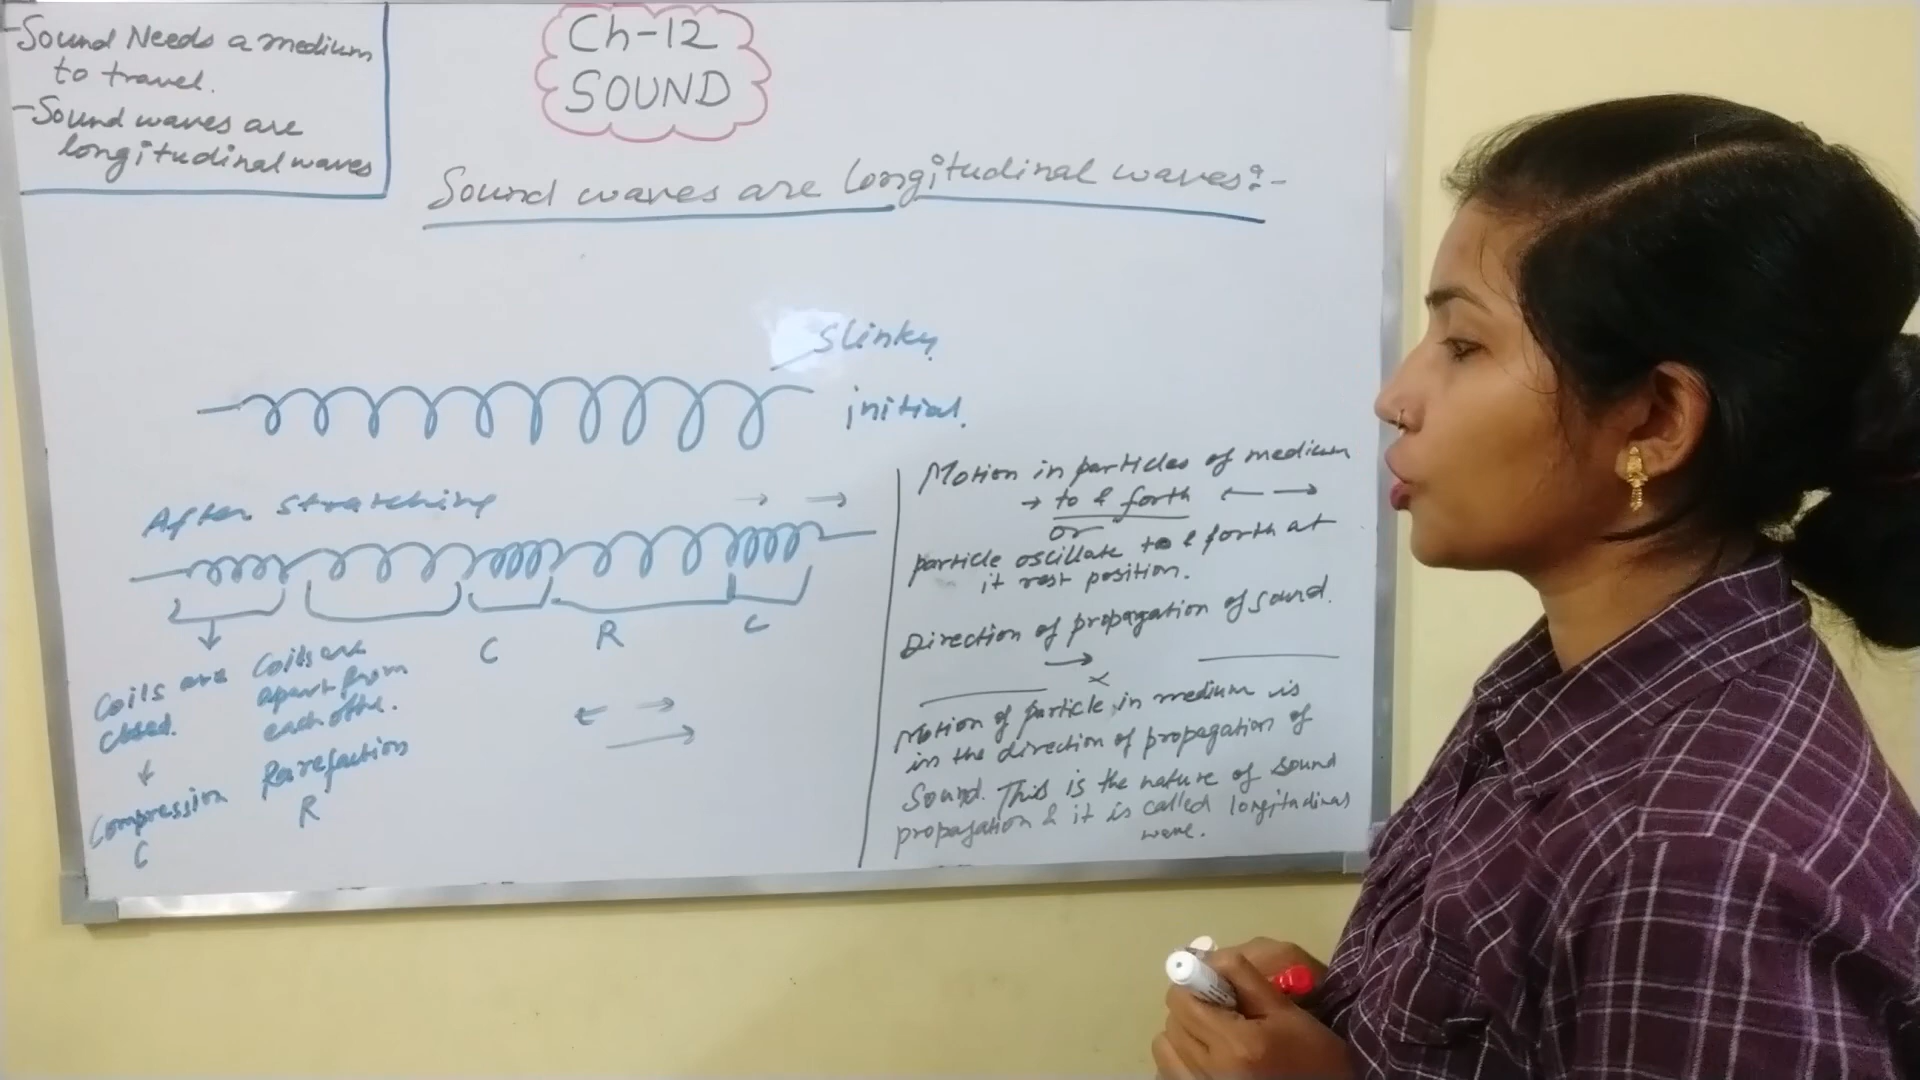 -Sound Needs a medium
to travel.
-Sound waves are
longitudinal waves
Ch-12
SOUND
Sound waves are longitudinal waves:-
Slinky
initial.
After stratching
Coils are
closed.
↓
Compression
C
Coils are
apart from
each othe.
Rarefaction
R
C
R
C
Motion in particles of medium
→ to & forth ← →
or
particle oscillate to & forth at
it rest position.
Direction of propagation of sound.
→
Motion of particle in medium is
in the direction of propagation of
Sound. This is the nature of sound
propagation & it is called longitudinal
wave.